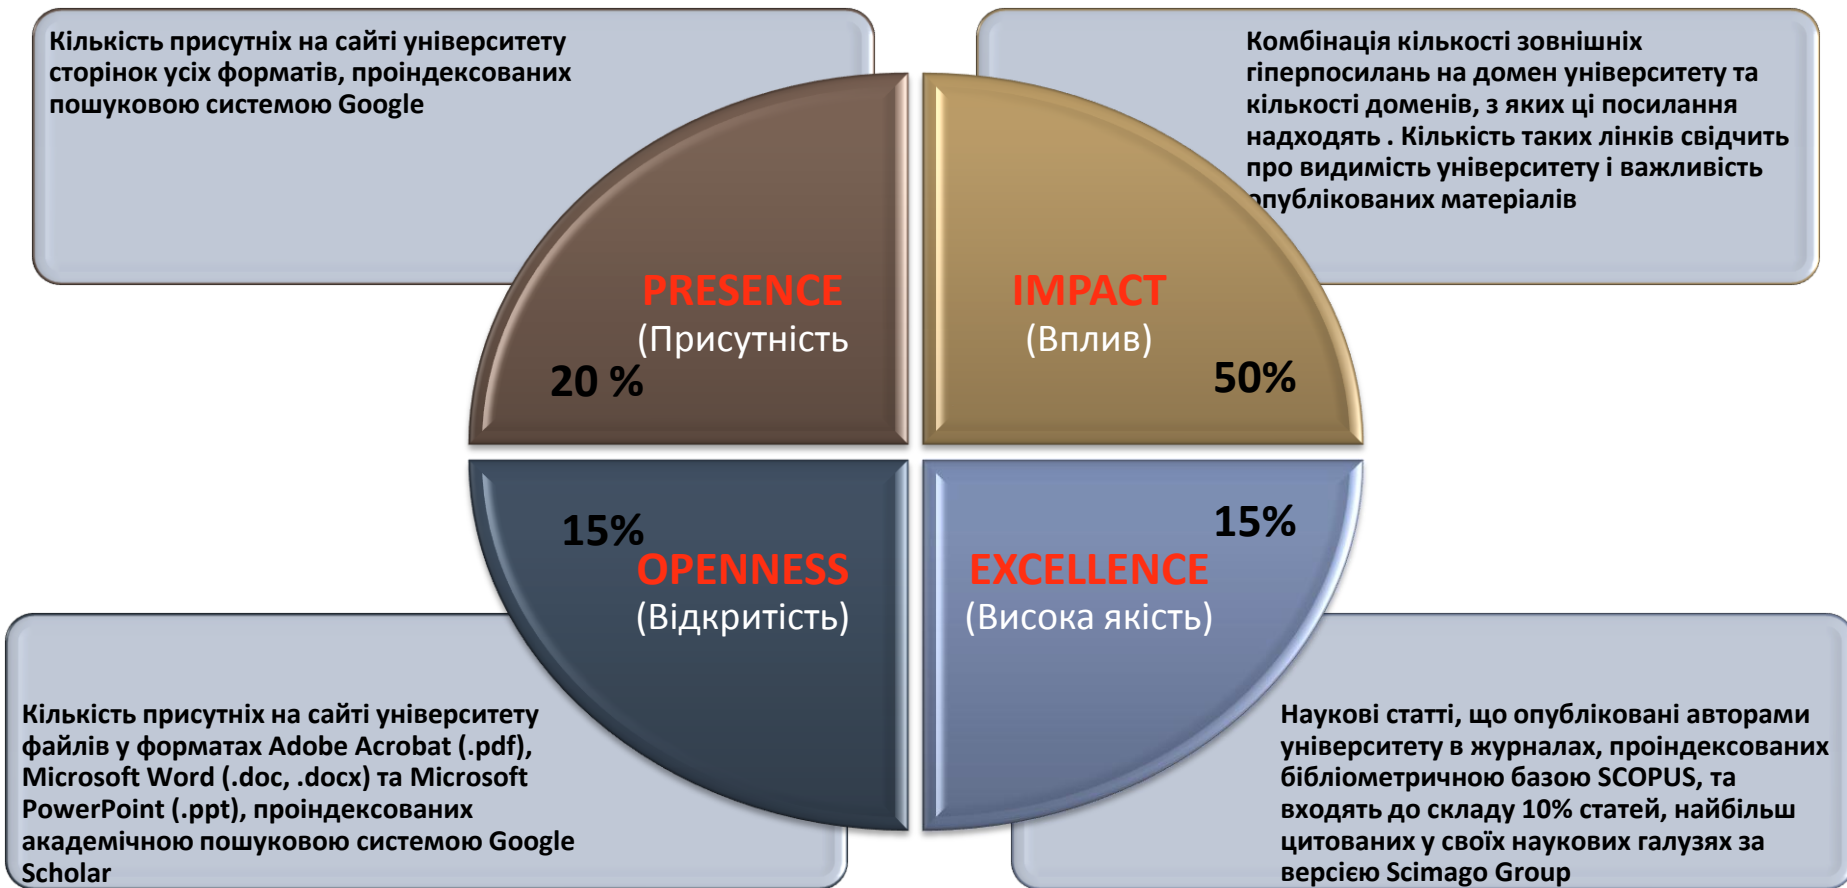 Кількість присутніх на сайті університету
сторінок усіх форматів, проіндексованих
пошуковою системою Google
Комбінація кількості зовнішніх
гіперпосилань на домен університету та
кількості доменів, з яких ці посилання
надходять . Кількість таких лінків свідчить
про видимість університету і важливість
опублікованих матеріалів
PRESENCE
(Присутність
20 %
IMPACT
(Вплив)
50%
15%
OPENNESS
(Відкритість)
15%
EXCELLENCE
(Висока якість)
Кількість присутніх на сайті університету
файлів у форматах Adobe Acrobat (.pdf),
Microsoft Word (.doc, .docx) та Microsoft
PowerPoint (.ppt), проіндексованих
академічною пошуковою системою Google
Scholar
Наукові статті, що опубліковані авторами
університету в журналах, проіндексованих
бібліометричною базою SCOPUS, та
входять до складу 10% статей, найбільш
цитованих у своїх наукових галузях за
версією Scimago Group